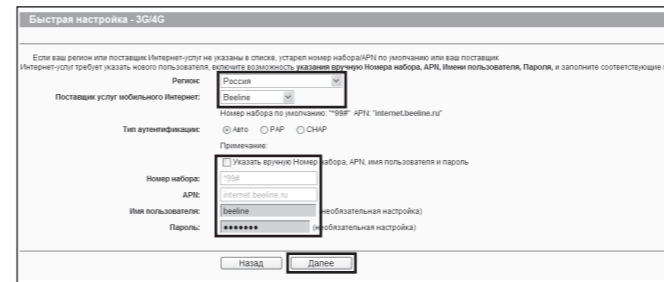 Быстрая настройка - 3G/4G
Если ваш регион или поставщик Интернет-услуг не указаны в списке, устарел номер набора/APN по умолчанию или ваш поставщик
Интернет-услуг требует указать нового пользователя, включите возможность указания вручную Номера набора, APN, Имени пользователя, Пароля, и заполните соответствующие
Регион: Россия
Поставщик услуг мобильного Интернет: Beeline
Номер набора по умолчанию: "*99#" APN: "internet.beeline.ru"
Тип аутентификации: Авто PAP CHAP
Примечание:
Указать вручную Номер набора, APN, имя пользователя и пароль
Номер набора: *99#
APN: internet.beeline.ru
Имя пользователя: beeline (необязательная настройка)
Пароль: ●●●●●●● (необязательная настройка)
Назад Далее